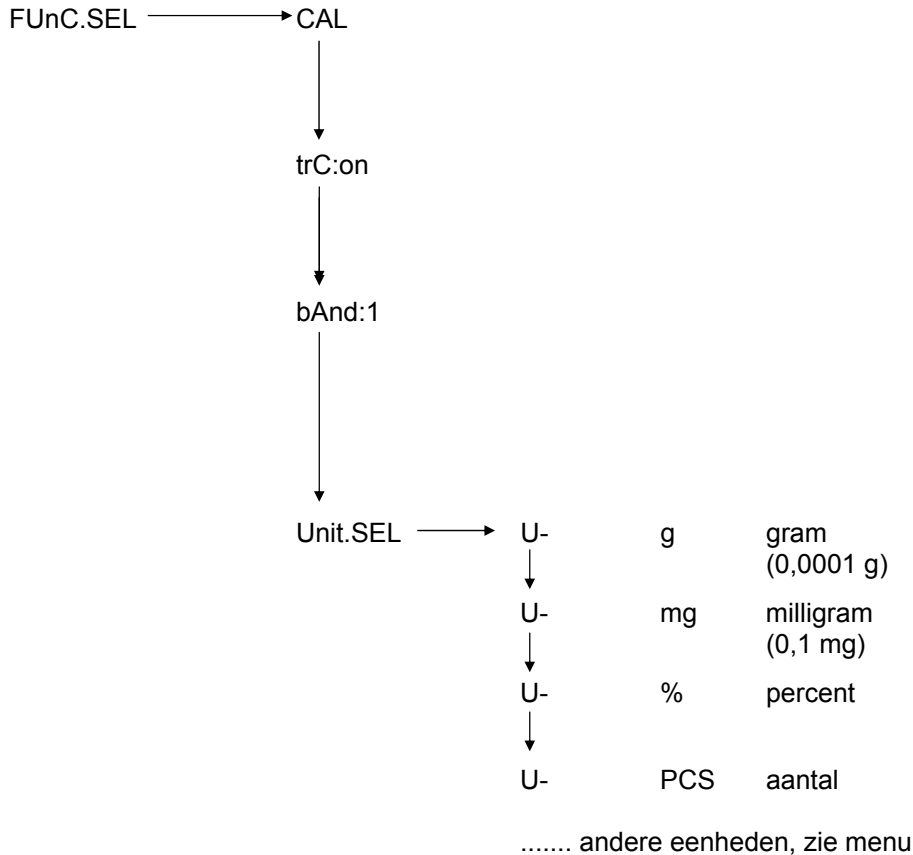 FUnC.SEL CAL
trC:on
bAnd:1
Unit.SEL U- g gram
(0,0001 g)
U- mg milligram
(0,1 mg)
U- % percent
U- PCS aantal
....... andere eenheden, zie menu